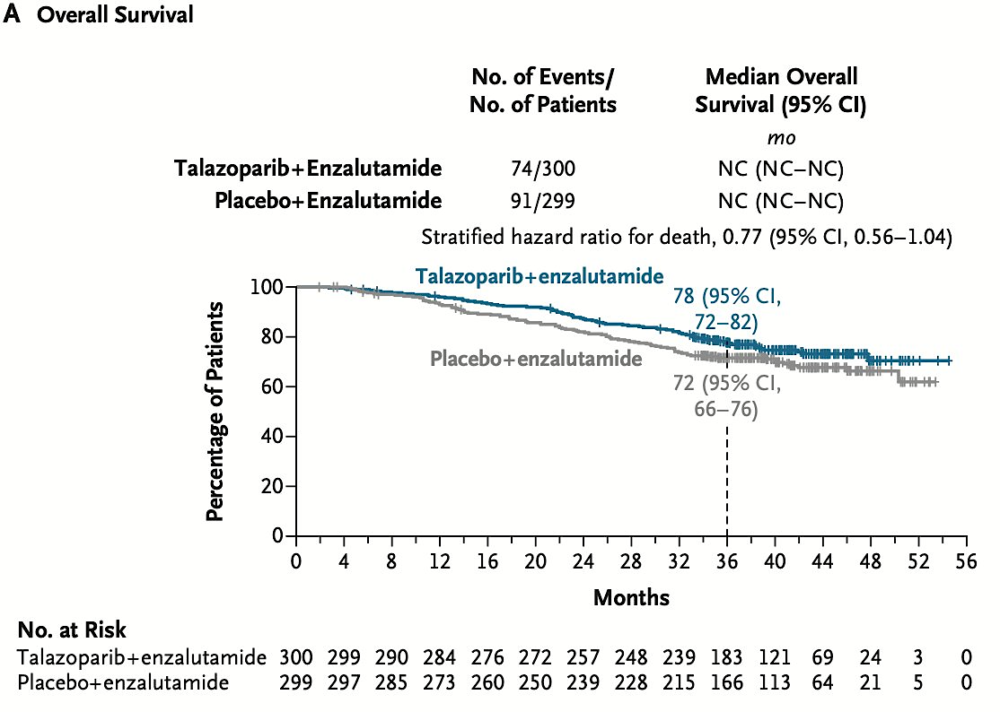 A Overall Survival
No. of Events/ Median Overall
No. of Patients Survival (95% CI)
mo
Talazoparib+Enzalutamide 74/300 NC (NC–NC)
Placebo+Enzalutamide 91/299 NC (NC–NC)
Stratified hazard ratio for death, 0.77 (95% CI, 0.56–1.04)
Talazoparib+enzalutamide
78 (95% CI,
72–82)
Placebo+enzalutamide
72 (95% CI,
66–76)
Percentage of Patients
100
80
60
40
20
0
0 4 8 12 16 20 24 28 32 36 40 44 48 52 56
Months
No. at Risk
Talazoparib+enzalutamide 300 299 290 284 276 272 257 248 239 183 121 69 24 3 0
Placebo+enzalutamide 299 297 285 273 260 250 239 228 215 166 113 64 21 5 0